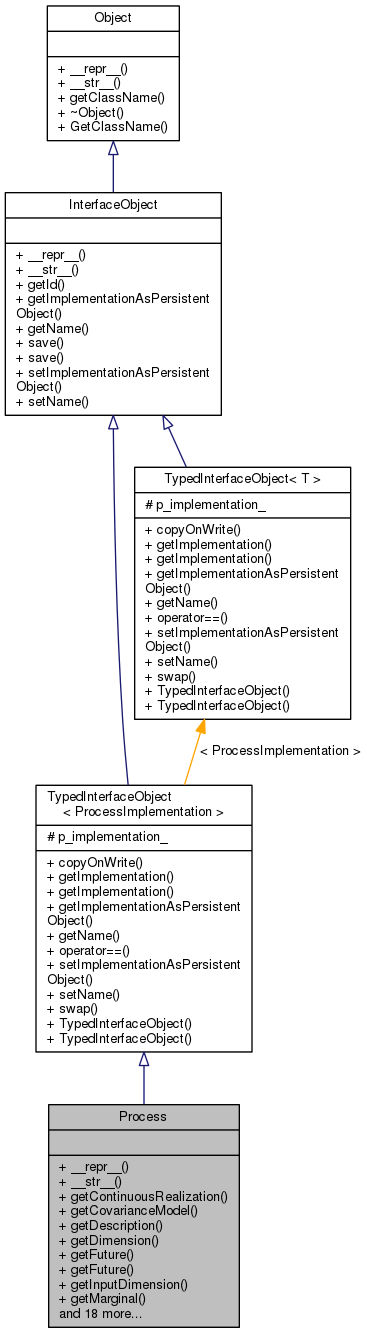 Object
+ __repr__()
+ __str__()
+ getClassName()
+ ~Object()
+ GetClassName()
InterfaceObject
+ __repr__()
+ __str__()
+ getId()
+ getImplementationAsPersistent
Object()
+ getName()
+ save()
+ save()
+ setImplementationAsPersistent
Object()
+ setName()
TypedInterfaceObject< T >
# p_implementation_
+ copyOnWrite()
+ getImplementation()
+ getImplementation()
+ getImplementationAsPersistent
Object()
+ getName()
+ operator==()
+ setImplementationAsPersistent
Object()
+ setName()
+ swap()
+ TypedInterfaceObject()
+ TypedInterfaceObject()
< ProcessImplementation >
TypedInterfaceObject
< ProcessImplementation >
# p_implementation_
+ copyOnWrite()
+ getImplementation()
+ getImplementation()
+ getImplementationAsPersistent
Object()
+ getName()
+ operator==()
+ setImplementationAsPersistent
Object()
+ setName()
+ swap()
+ TypedInterfaceObject()
+ TypedInterfaceObject()
Process
+ __repr__()
+ __str__()
+ getContinuousRealization()
+ getCovarianceModel()
+ getDescription()
+ getDimension()
+ getFuture()
+ getFuture()
+ getInputDimension()
+ getMarginal()
and 18 more...